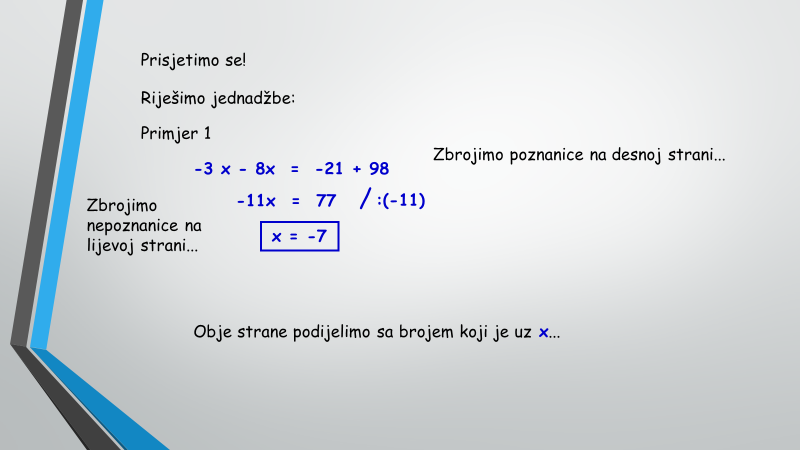 Prisjetimo se!
Riješimo jednadžbe:
Primjer 1
Zbrojimo poznanice na desnoj strani...
-3 x - 8x = -21 + 98
-11x = 77 / :(-11)
Zbrojimo
nepoznanice na
lijevoj strani...
x = -7
Obje strane podijelimo sa brojem koji je uz x...